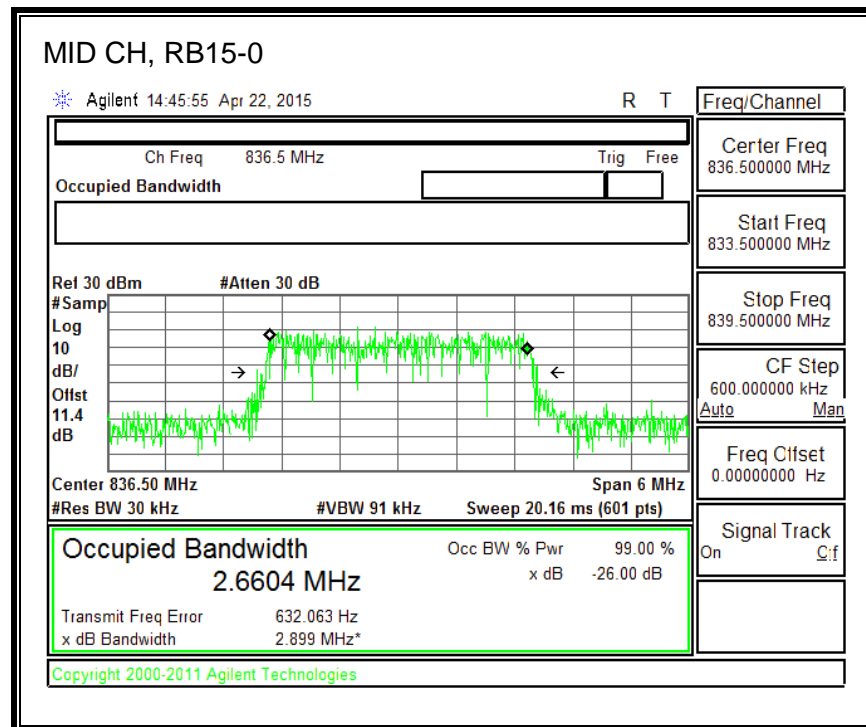 MID CH, RB15-0
Agilent 14:45:55 Apr 22, 2015 R T
Freq/Channel
Ch Freq 836.5 MHz Trig Free
Occupied Bandwidth
Center Freq
836.500000 MHz
Start Freq
833.500000 MHz
Stop Freq
839.500000 MHz
CF Step
600.000000 kHz
Auto Man
Freq Offset
0.00000000 Hz
Signal Track
On Off
Ref 30 dBm #Atten 30 dB
#Samp
Log
10
dB/
Offst
11.4
dB
Center 836.50 MHz Span 6 MHz
#Res BW 30 kHz #VBW 91 kHz Sweep 20.16 ms (601 pts)
Occupied Bandwidth
2.6604 MHz
Occ BW % Pwr 99.00 %
x dB -26.00 dB
Transmit Freq Error 632.063 Hz
x dB Bandwidth 2.899 MHz*
Copyright 2000-2011 Agilent Technologies